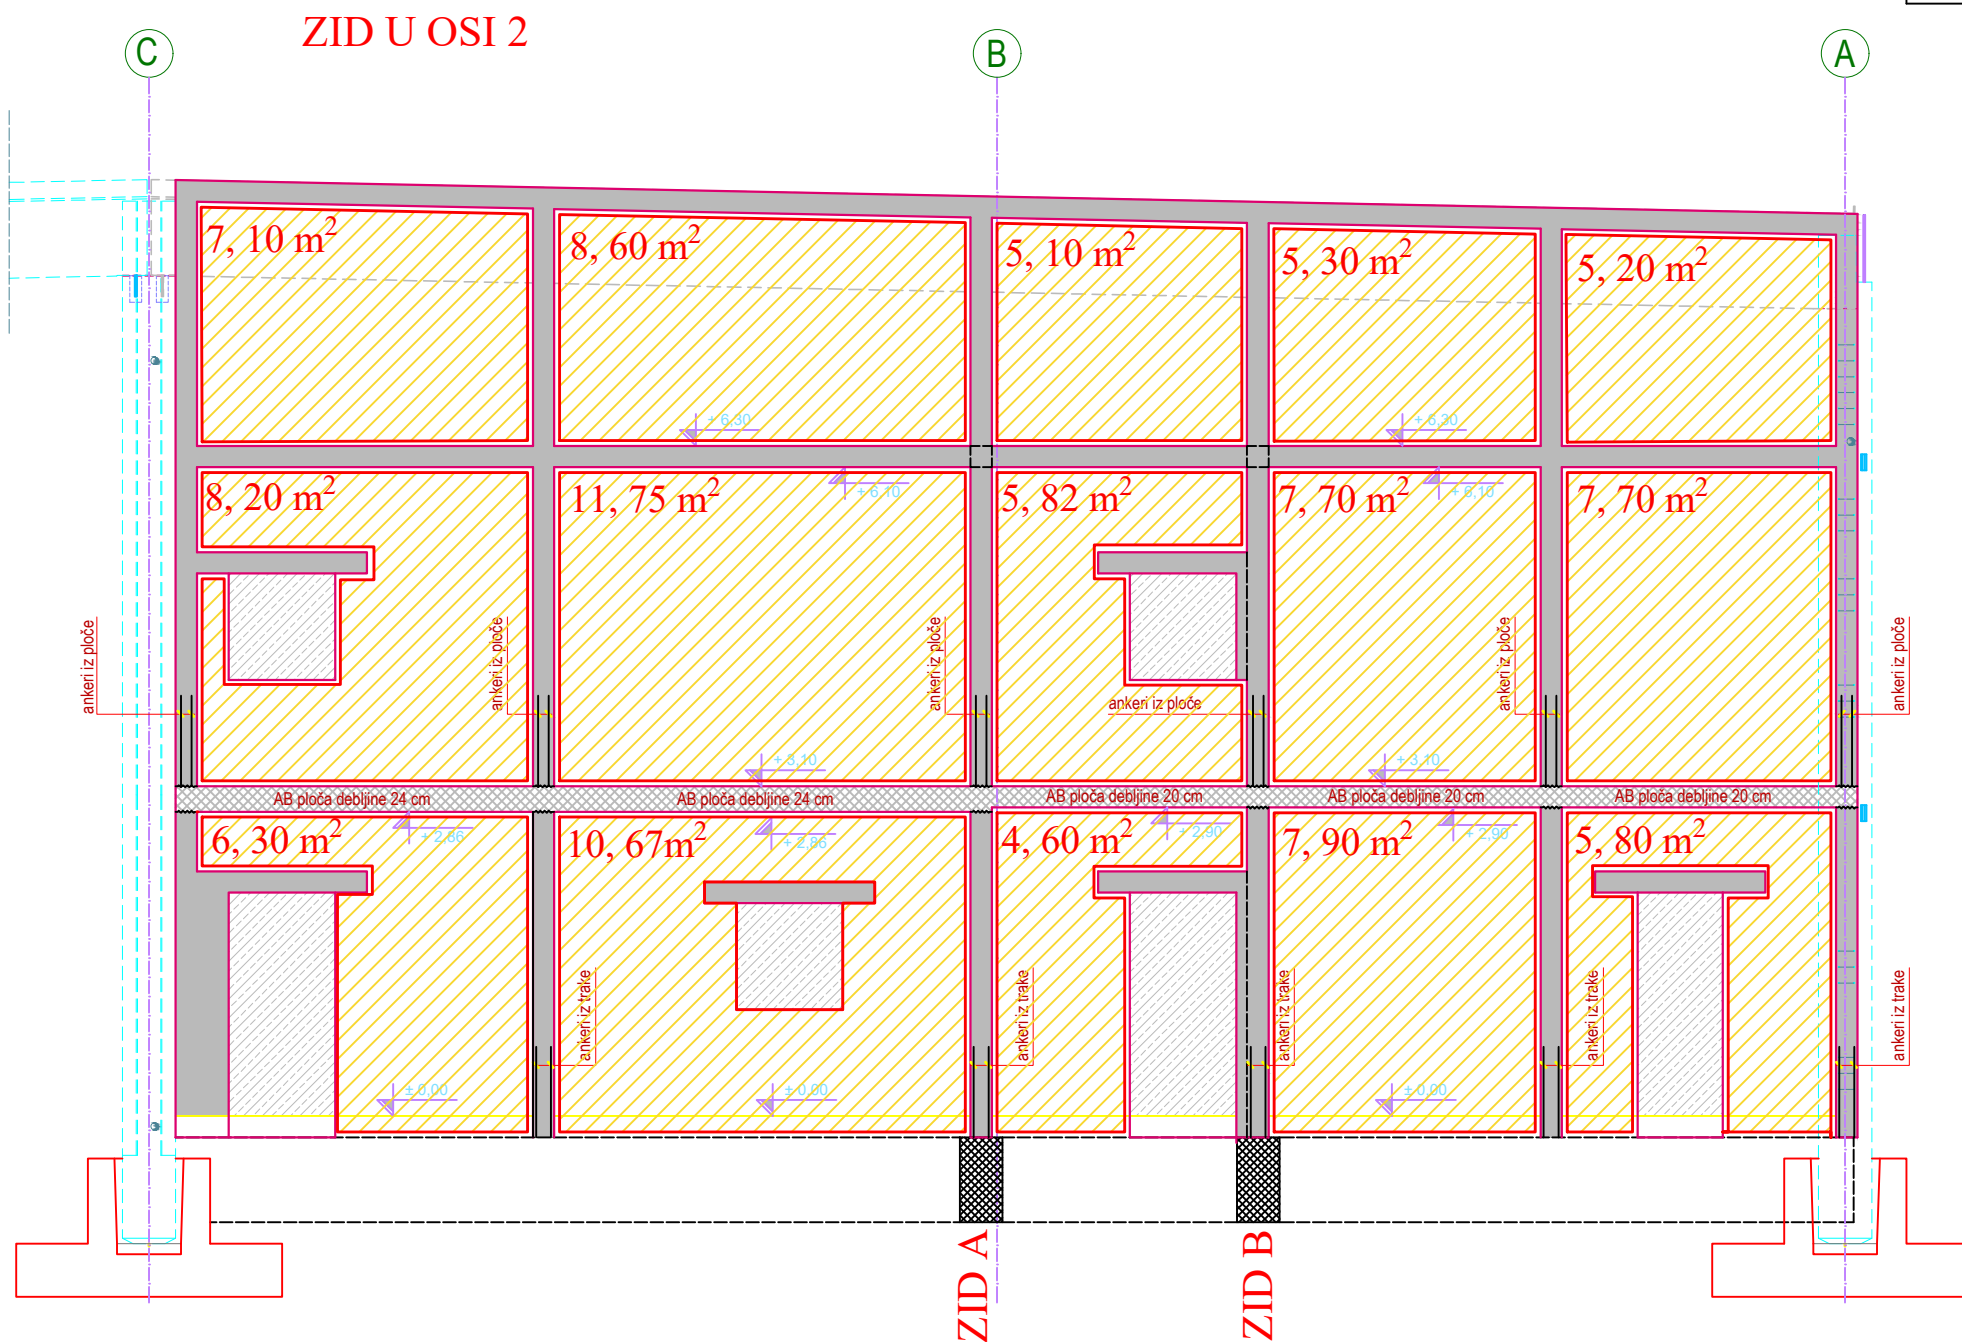 ZID U OSI 2
C
B
A
7, 10 m²
8, 60 m²
5, 10 m²
5, 30 m²
5, 20 m²
+ 6,30
+ 6,30
8, 20 m²
11, 75 m²
5, 82 m²
7, 70 m²
7, 70 m²
+ 6,10
+ 6,10
ankeri iz ploče
ankeri iz ploče
ankeri iz ploče
ankeri iz ploče
ankeri iz ploče
ankeri iz ploče
+ 3,10
+ 3,10
AB ploča debljine 24 cm
AB ploča debljine 24 cm
AB ploča debljine 20 cm
AB ploča debljine 20 cm
AB ploča debljine 20 cm
6, 30 m²
10, 67m²
4, 60 m²
7, 90 m²
5, 80 m²
+ 2,86
+ 2,86
+ 2,90
+ 2,90
ankeri iz trake
ankeri iz trake
ankeri iz trake
ankeri iz trake
ankeri iz trake
± 0,00
± 0,00
± 0,00
ZID A
ZID B